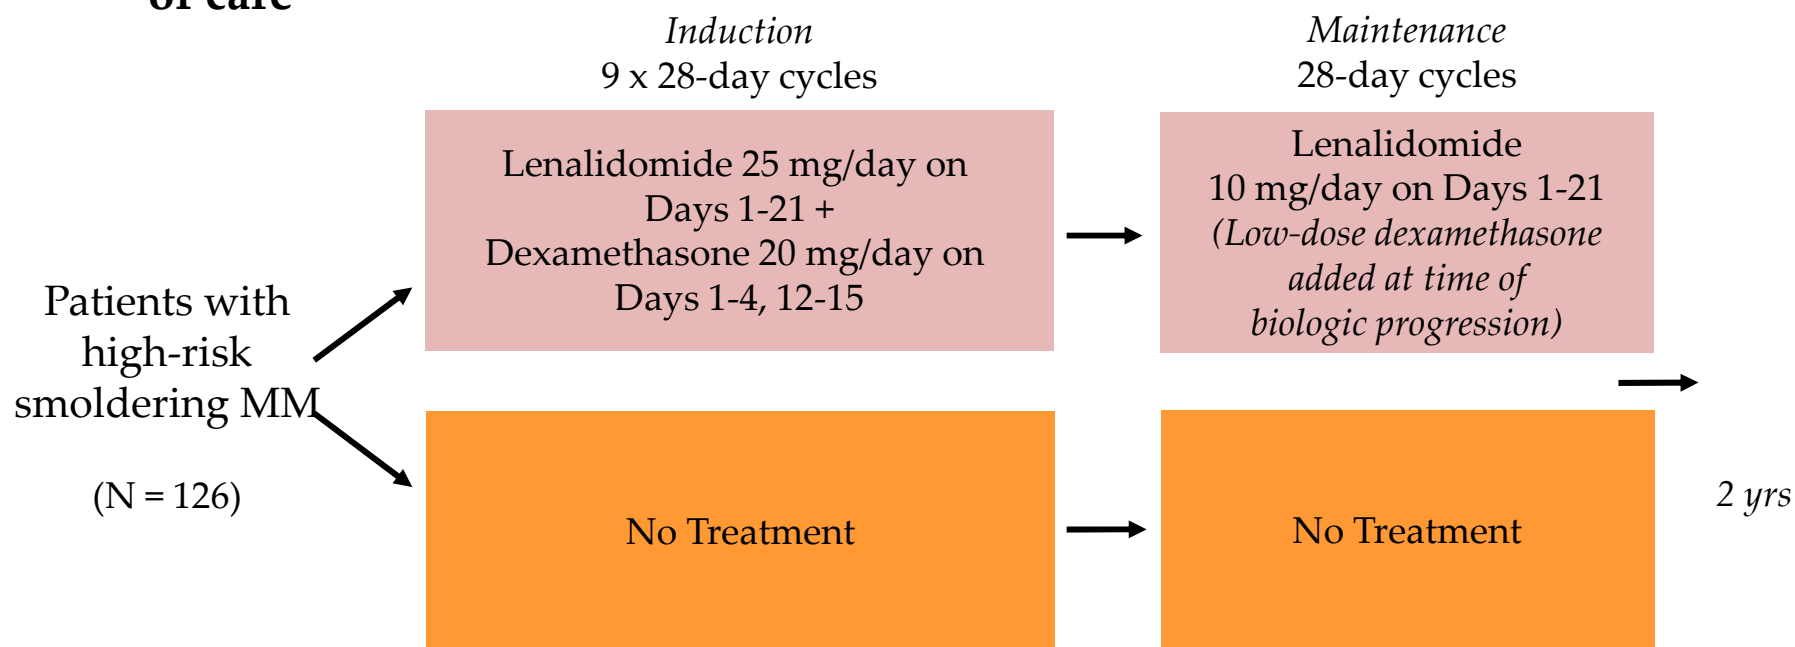 of care
Induction
9 x 28-day cycles
Maintenance
28-day cycles
Lenalidomide 25 mg/day on
Days 1-21 +
Dexamethasone 20 mg/day on
Days 1-4, 12-15
Lenalidomide
10 mg/day on Days 1-21
(Low-dose dexamethasone
added at time of
biologic progression)
Patients with
high-risk
smoldering MM
(N = 126)
No Treatment
No Treatment
2 yrs